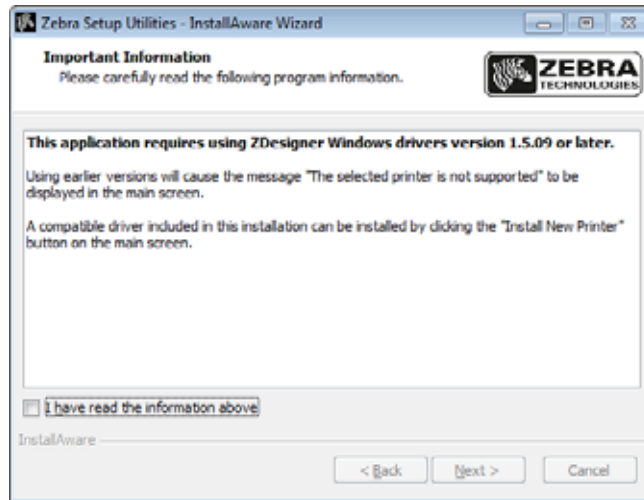 Zebra Setup Utilities - InstallAware Wizard
Important Information
Please carefully read the following program information.
ZEBRA
TECHNOLOGIES
This application requires using ZDesigner Windows drivers version 1.5.09 or later.
Using earlier versions will cause the message "The selected printer is not supported" to be
displayed in the main screen.
A compatible driver included in this installation can be installed by clicking the "Install New Printer"
button on the main screen.
I have read the information above
InstallAware
< Back
Next >
Cancel